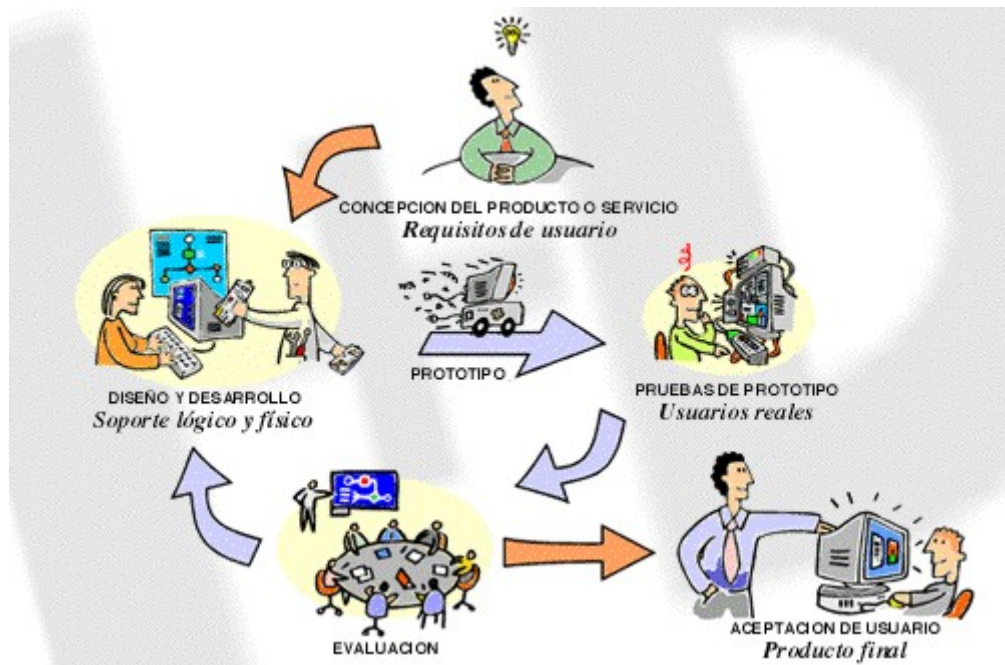 CONCEPCION DEL PRODUCTO O SERVICIO
Requisitos de usuario
PROTOTIPO
DISEÑO Y DESARROLLO
Soporte lógico y físico
PRUEBAS DE PROTOTIPO
Usuarios reales
EVALUACION
ACEPTACION DE USUARIO
Producto final